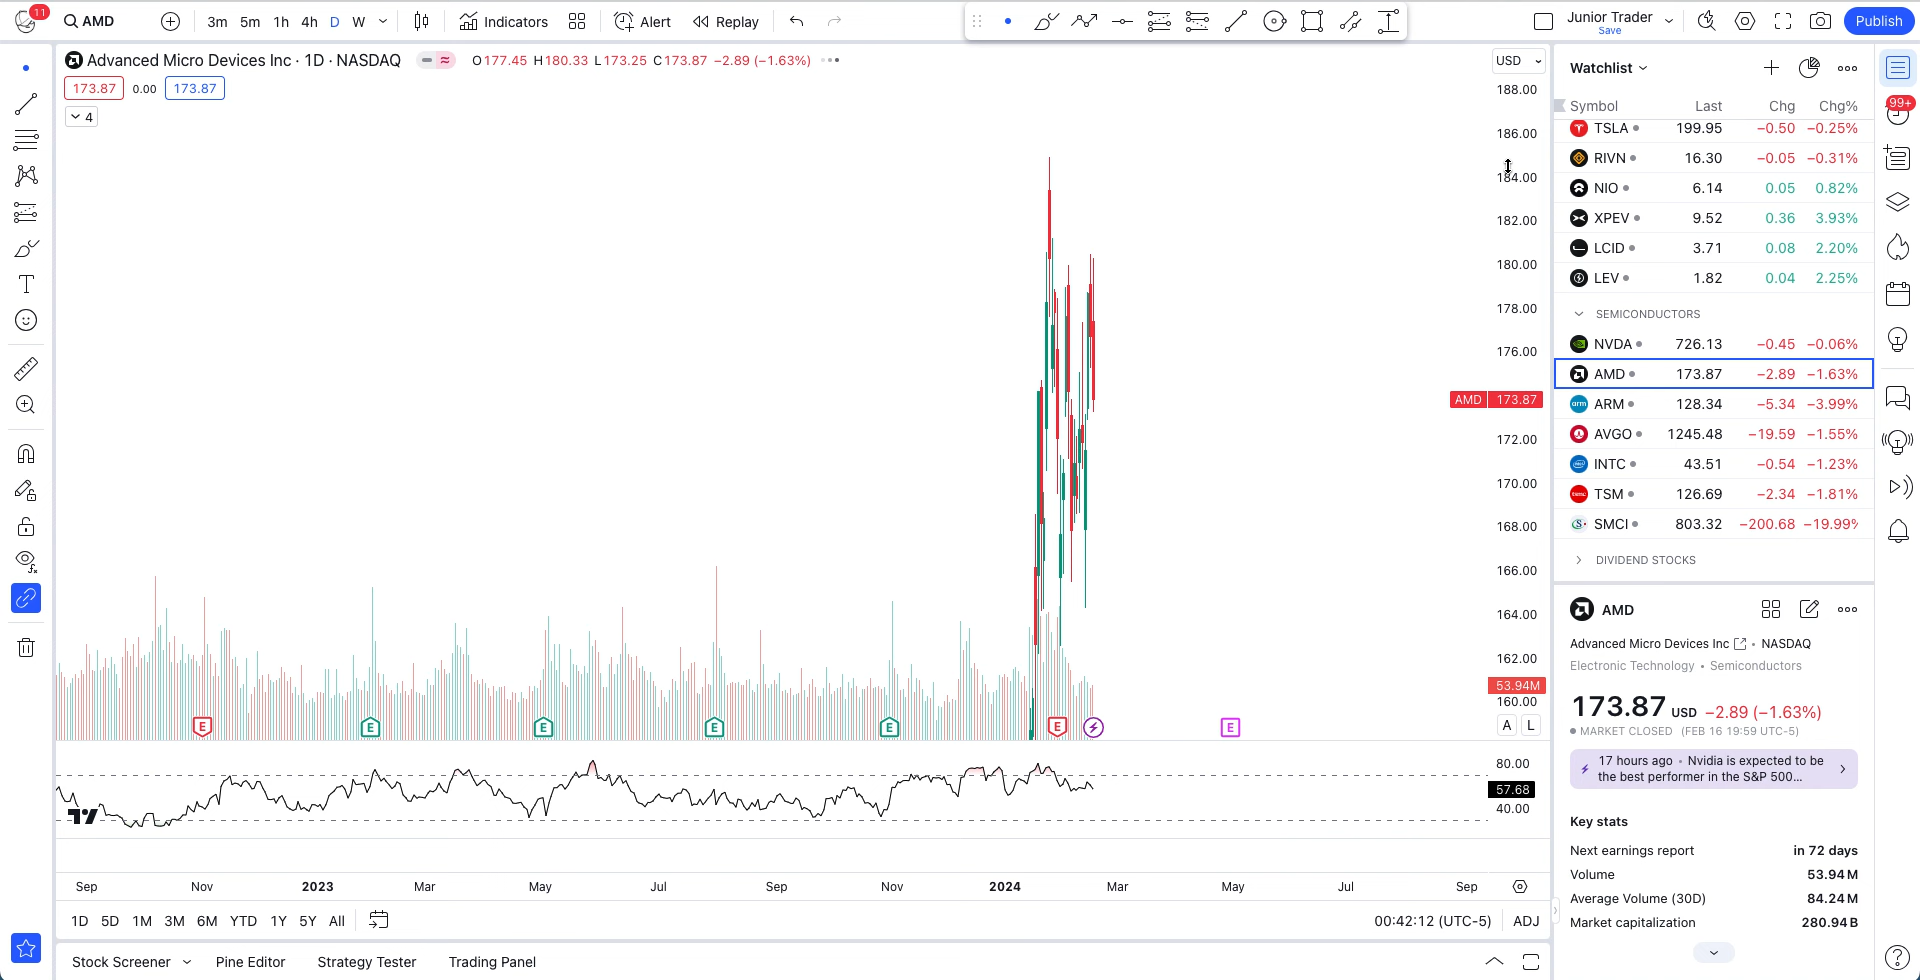 11
AMD
3m 5m 1h 4h D W
Indicators
Alert
Replay
Junior Trader
Save
Publish
Advanced Micro Devices Inc · 1D · NASDAQ
O177.45 H180.33 L173.25 C173.87 −2.89 (−1.63%)
173.87 0.00 173.87
4
USD
188.00
186.00
184.00
182.00
180.00
178.00
176.00
AMD 173.87
172.00
170.00
168.00
166.00
164.00
162.00
53.94M
160.00
A L
E E E E E E E
80.00
57.68
40.00
Sep Nov 2023 Mar May Jul Sep Nov 2024 Mar May Jul Sep
1D 5D 1M 3M 6M YTD 1Y 5Y All
00:42:12 (UTC-5) ADJ
Stock Screener Pine Editor Strategy Tester Trading Panel
Watchlist
99+
Symbol Last Chg Chg%
TSLA 199.95 −0.50 −0.25%
RIVN 16.30 −0.05 −0.31%
NIO 6.14 0.05 0.82%
XPEV 9.52 0.36 3.93%
LCID 3.71 0.08 2.20%
LEV 1.82 0.04 2.25%
SEMICONDUCTORS
NVDA 726.13 −0.45 −0.06%
AMD 173.87 −2.89 −1.63%
arm ARM 128.34 −5.34 −3.99%
AVGO 1245.48 −19.59 −1.55%
INTC 43.51 −0.54 −1.23%
TSM 126.69 −2.34 −1.81%
SMCI 803.32 −200.68 −19.99%
DIVIDEND STOCKS
AMD
Advanced Micro Devices Inc • NASDAQ
Electronic Technology • Semiconductors
173.87 USD −2.89 (−1.63%)
MARKET CLOSED (FEB 16 19:59 UTC-5)
17 hours ago • Nvidia is expected to be
the best performer in the S&P 500...
Key stats
Next earnings report in 72 days
Volume 53.94M
Average Volume (30D) 84.24M
Market capitalization 280.94B